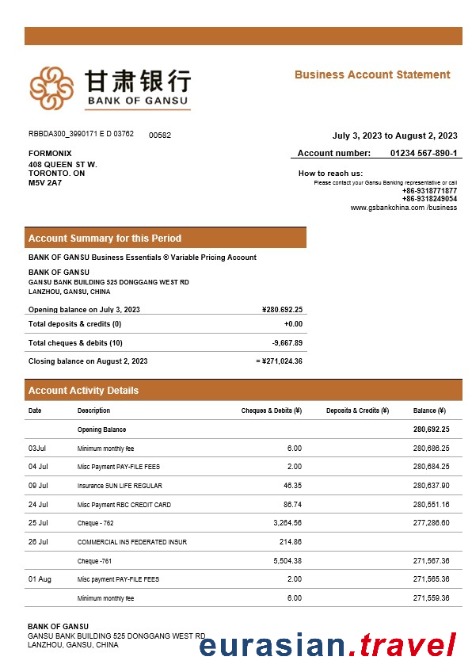 甘肃银行
BANK OF GANSU
Business Account Statement
RBBDA300_3990171 E D 03762 00582
July 3, 2023 to August 2, 2023
FORMONIX
408 QUEEN ST W.
TORONTO. ON
M5V 2A7
Account number: 01234 567-890-1
How to reach us:
Please contact your Gansu Banking representative or call
+86-9318771877
+86-9318249054
www.gsbankchina.com /business
Account Summary for this Period
BANK OF GANSU Business Essentials ® Variable Pricing Account
BANK OF GANSU
GANSU BANK BUILDING 525 DONGGANG WEST RD
LANZHOU, GANSU, CHINA
Opening balance on July 3, 2023 ¥280.692.25
Total deposits & credits (0) +0.00
Total cheques & debits (10) -9,667.89
Closing balance on August 2, 2023 = ¥271,024.36
Account Activity Details
Date Description Cheques & Debits (¥) Deposits & Credits (¥) Balance (¥)
Opening Balance 280,692.25
03Jul Minimum monthly fee 6.00 280,686.25
04 Jul Misc Payment PAY-FILE FEES 2.00 280,684.25
09 Jul Insurance SUN LIFE REGULAR 46.35 280,637.90
24 Jul Misc Payment RBC CREDIT CARD 86.74 280,551.16
25 Jul Cheque - 762 3,264.56 277,286.60
26 Jul COMMERCIAL INS FEDERATED INSUR 214.86
Cheque -761 5,504.38 271,567.36
01 Aug Misc payment PAY-FILE FEES 2.00 271,565.36
Minimum monthly fee 6.00 271,559.36
BANK OF GANSU
GANSU BANK BUILDING 525 DONGGANG WEST RD
LANZHOU, GANSU, CHINA
eurasian.travel